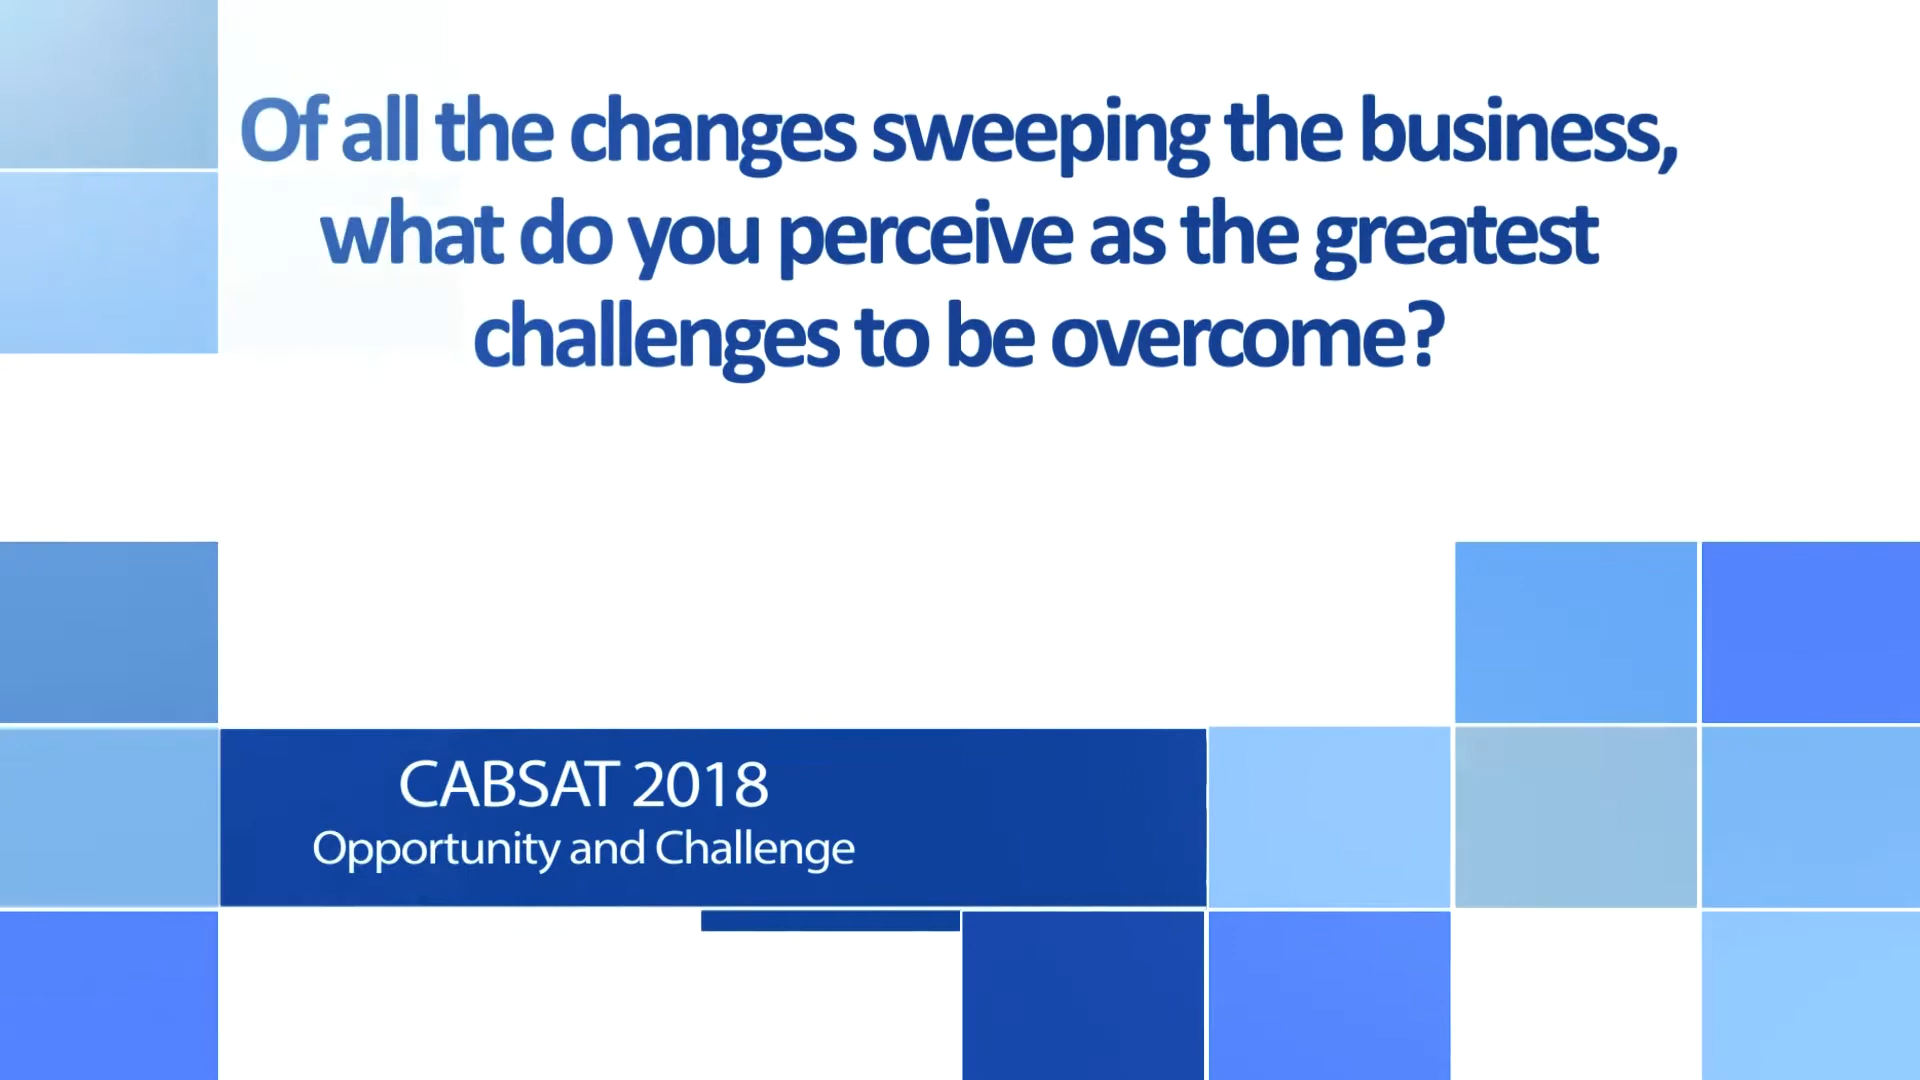 Of all the changes sweeping the business,
what do you perceive as the greatest
challenges to be overcome?
CABSAT 2018
Opportunity and Challenge